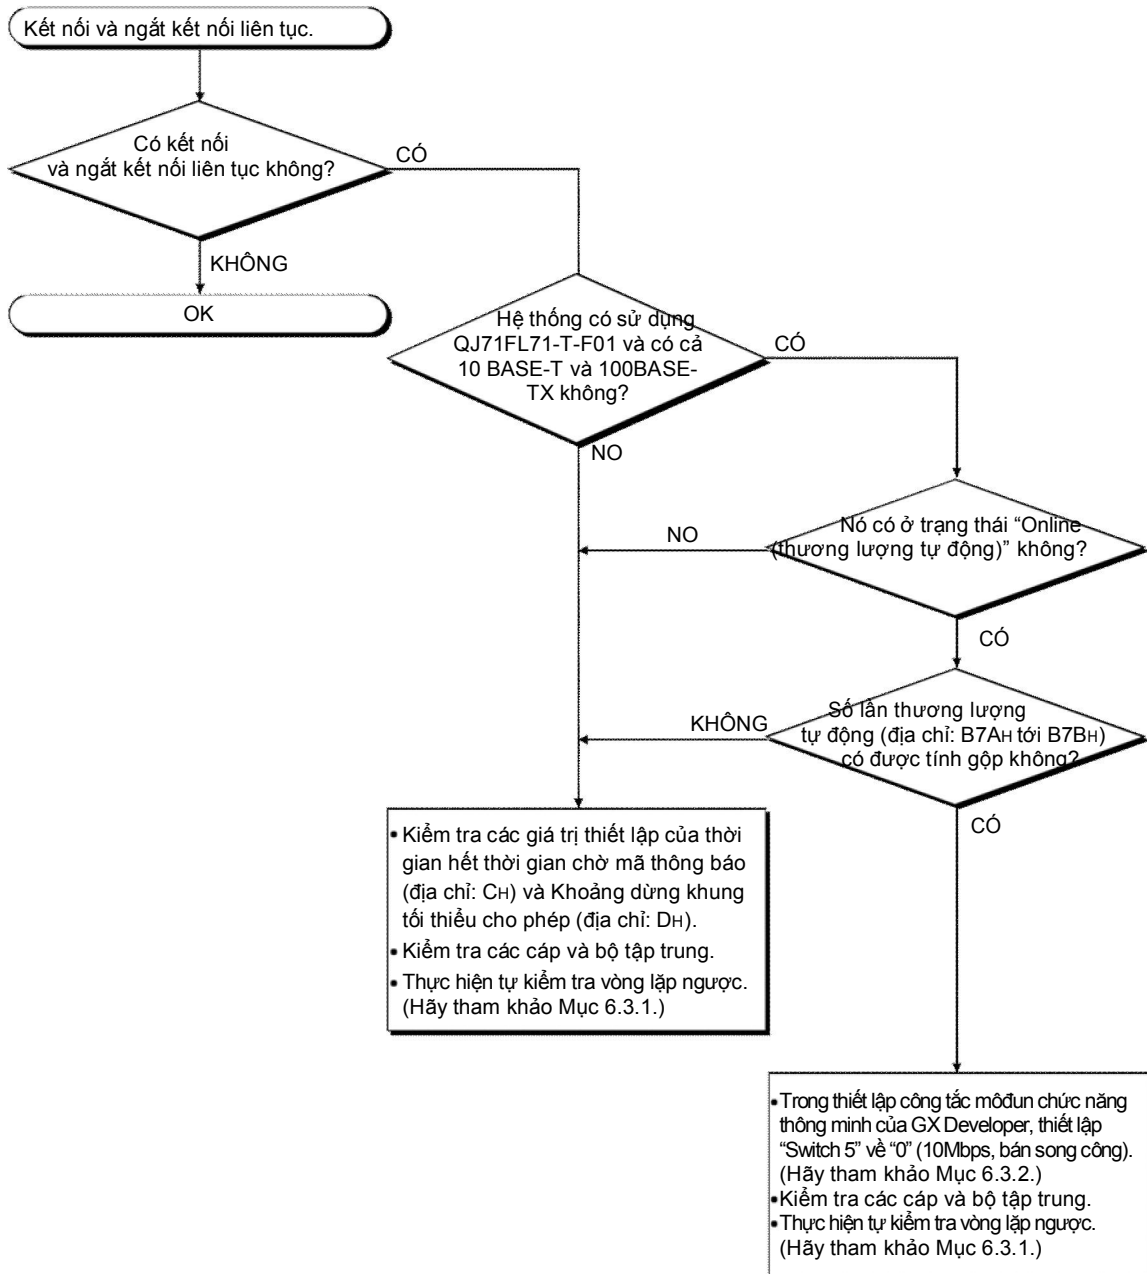 Kết nối và ngắt kết nối liên tục.
Có kết nối
và ngắt kết nối liên tục không?
CÓ
KHÔNG
OK
Hệ thống có sử dụng
QJ71FL71-T-F01 và có cả
10 BASE-T và 100BASE-
TX không?
CÓ
NO
Nó có ở trạng thái “Online
(thương lượng tự động)” không?
NO
CÓ
Số lần thương lượng
tự động (địa chỉ: B7AH tới B7BH)
có được tính gộp không?
KHÔNG
CÓ
• Kiểm tra các giá trị thiết lập của thời
gian hết thời gian chờ mã thông báo
(địa chỉ: CH) và Khoảng dừng khung
tối thiểu cho phép (địa chỉ: DH).
• Kiểm tra các cáp và bộ tập trung.
• Thực hiện tự kiểm tra vòng lặp ngược.
(Hãy tham khảo Mục 6.3.1.)
• Trong thiết lập công tắc môđun chức năng
thông minh của GX Developer, thiết lập
“Switch 5” về “0” (10Mbps, bán song công).
(Hãy tham khảo Mục 6.3.2.)
• Kiểm tra các cáp và bộ tập trung.
• Thực hiện tự kiểm tra vòng lặp ngược.
(Hãy tham khảo Mục 6.3.1.)